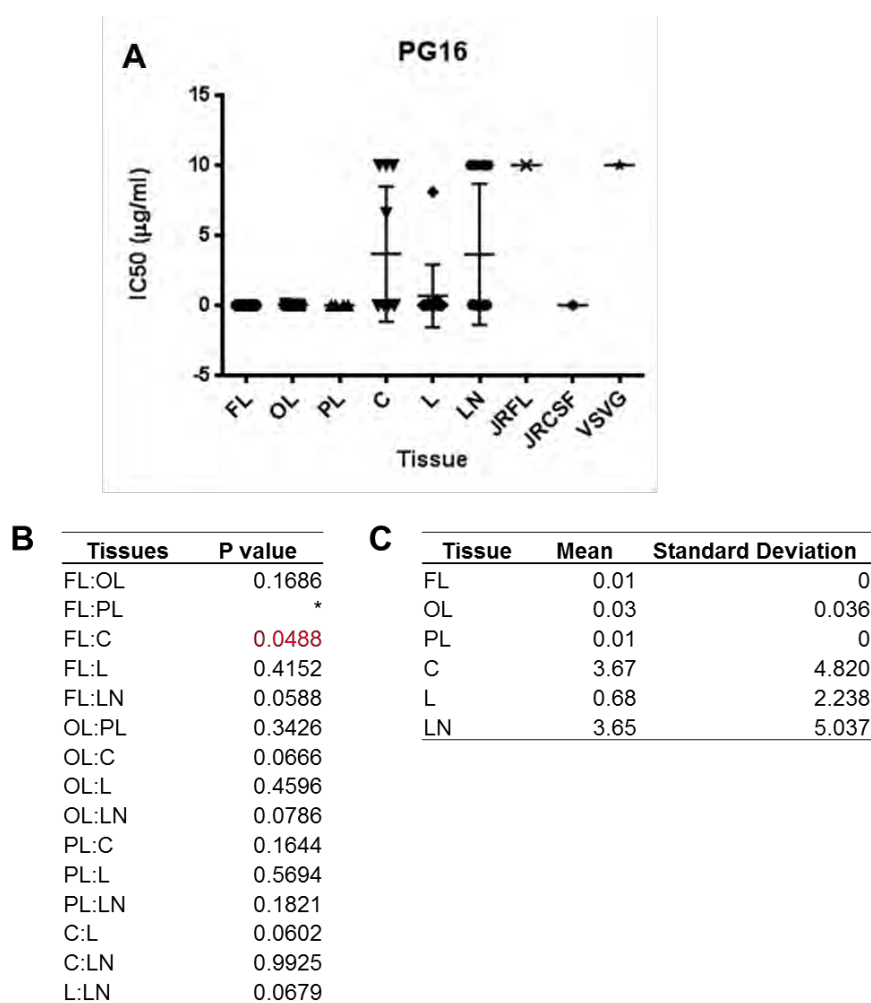 A
PG16
15
10
5
0
-5
IC50 (µg/ml)
FL OL PL C L LN JRFL JRCSF VSVG
Tissue
B
Tissues P value
FL:OL 0.1686
FL:PL *
FL:C 0.0488
FL:L 0.4152
FL:LN 0.0588
OL:PL 0.3426
OL:C 0.0666
OL:L 0.4596
OL:LN 0.0786
PL:C 0.1644
PL:L 0.5694
PL:LN 0.1821
C:L 0.0602
C:LN 0.9925
L:LN 0.0679
C
Tissue Mean Standard Deviation
FL 0.01 0
OL 0.03 0.036
PL 0.01 0
C 3.67 4.820
L 0.68 2.238
LN 3.65 5.037